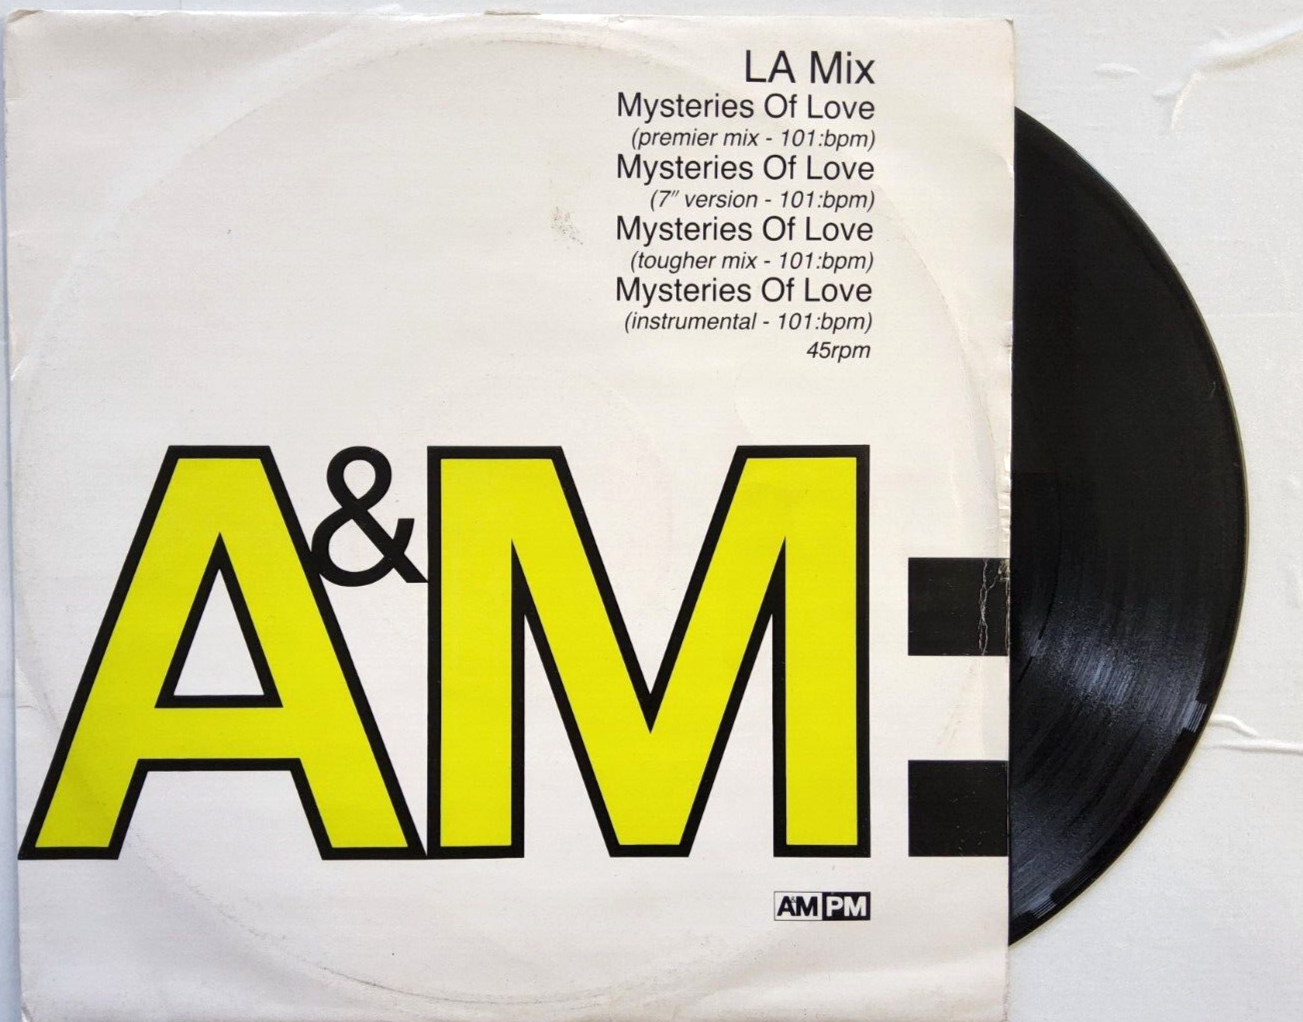 LA Mix
Mysteries Of Love
(premier mix - 101:bpm)
Mysteries Of Love
(7" version - 101:bpm)
Mysteries Of Love
(tougher mix - 101:bpm)
Mysteries Of Love
(instrumental - 101:bpm)
45rpm
A&M:
A&M PM